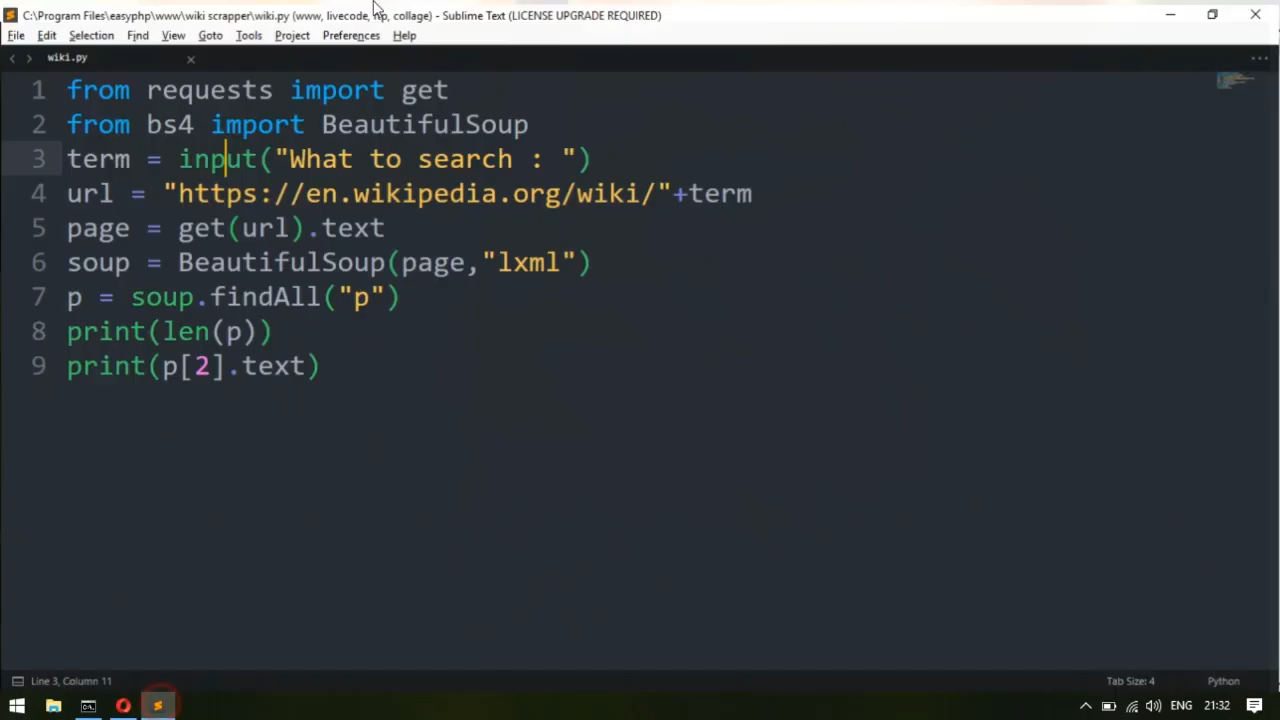 C:\Program Files\easyphp\www\wiki scrapper\wiki.py (www, livecode, np, collage) - Sublime Text (LICENSE UPGRADE REQUIRED)
File Edit Selection Find View Goto Tools Project Preferences Help
wiki.py
1 from requests import get
2 from bs4 import BeautifulSoup
3 term = input("What to search : ")
4 url = "https://en.wikipedia.org/wiki/"+term
5 page = get(url).text
6 soup = BeautifulSoup(page,"lxml")
7 p = soup.findAll("p")
8 print(len(p))
9 print(p[2].text)
Line 3, Column 11 Tab Size: 4 Python
ENG 21:32